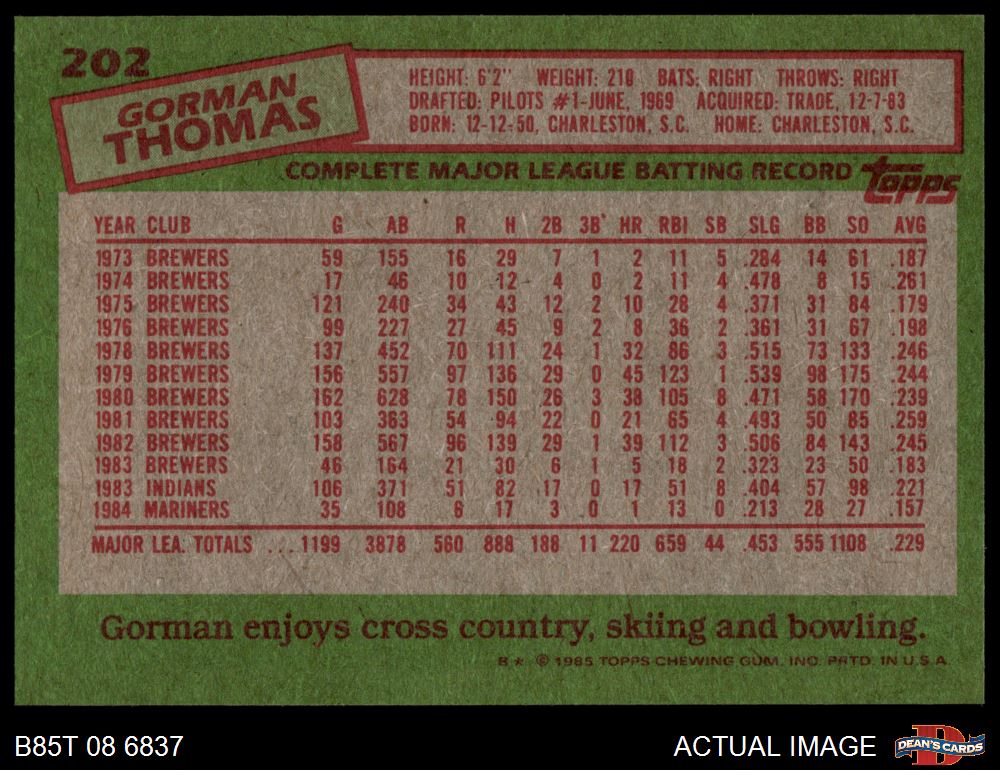 202
GORMAN
THOMAS
HEIGHT: 6'2" WEIGHT: 210 BATS: RIGHT THROWS: RIGHT
DRAFTED: PILOTS #1-JUNE, 1969 ACQUIRED: TRADE, 12-7-83
BORN: 12-12-50, CHARLESTON, S.C. HOME: CHARLESTON, S.C.
COMPLETE MAJOR LEAGUE BATTING RECORD topps
YEAR CLUB G AB R H 2B 3B HR RBI SB SLG BB SO AVG
1973 BREWERS 59 155 16 29 7 1 2 11 5 .284 14 61 .187
1974 BREWERS 17 46 10 12 4 0 2 11 4 .478 8 15 .261
1975 BREWERS 121 240 34 43 12 2 10 28 4 .371 31 84 .179
1976 BREWERS 99 227 27 45 9 2 8 36 2 .361 31 67 .198
1978 BREWERS 137 452 70 111 24 1 32 86 3 .515 73 133 .246
1979 BREWERS 156 557 97 136 29 0 45 123 1 .539 98 175 .244
1980 BREWERS 162 628 78 150 26 3 38 105 8 .471 58 170 .239
1981 BREWERS 103 363 54 94 22 0 21 65 4 .493 50 85 .259
1982 BREWERS 158 567 96 139 29 1 39 112 3 .506 84 143 .245
1983 BREWERS 46 164 21 30 6 1 5 18 2 .323 23 50 .183
1983 INDIANS 106 371 51 82 17 0 17 51 8 .404 57 98 .221
1984 MARINERS 35 108 6 17 3 0 1 13 0 .213 28 27 .157
MAJOR LEA. TOTALS ... 1199 3878 560 888 188 11 220 659 44 .453 555 1108 .229
Gorman enjoys cross country, skiing and bowling.
B* © 1985 TOPPS CHEWING GUM, INC. PRTD. IN U.S.A.
B85T 08 6837 ACTUAL IMAGE DEAN'S CARDS